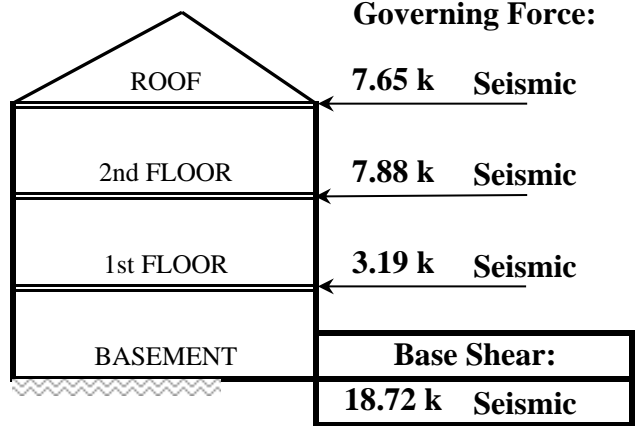 Governing Force:
ROOF 7.65 k Seismic
2nd FLOOR 7.88 k Seismic
1st FLOOR 3.19 k Seismic
BASEMENT Base Shear:
18.72 k Seismic